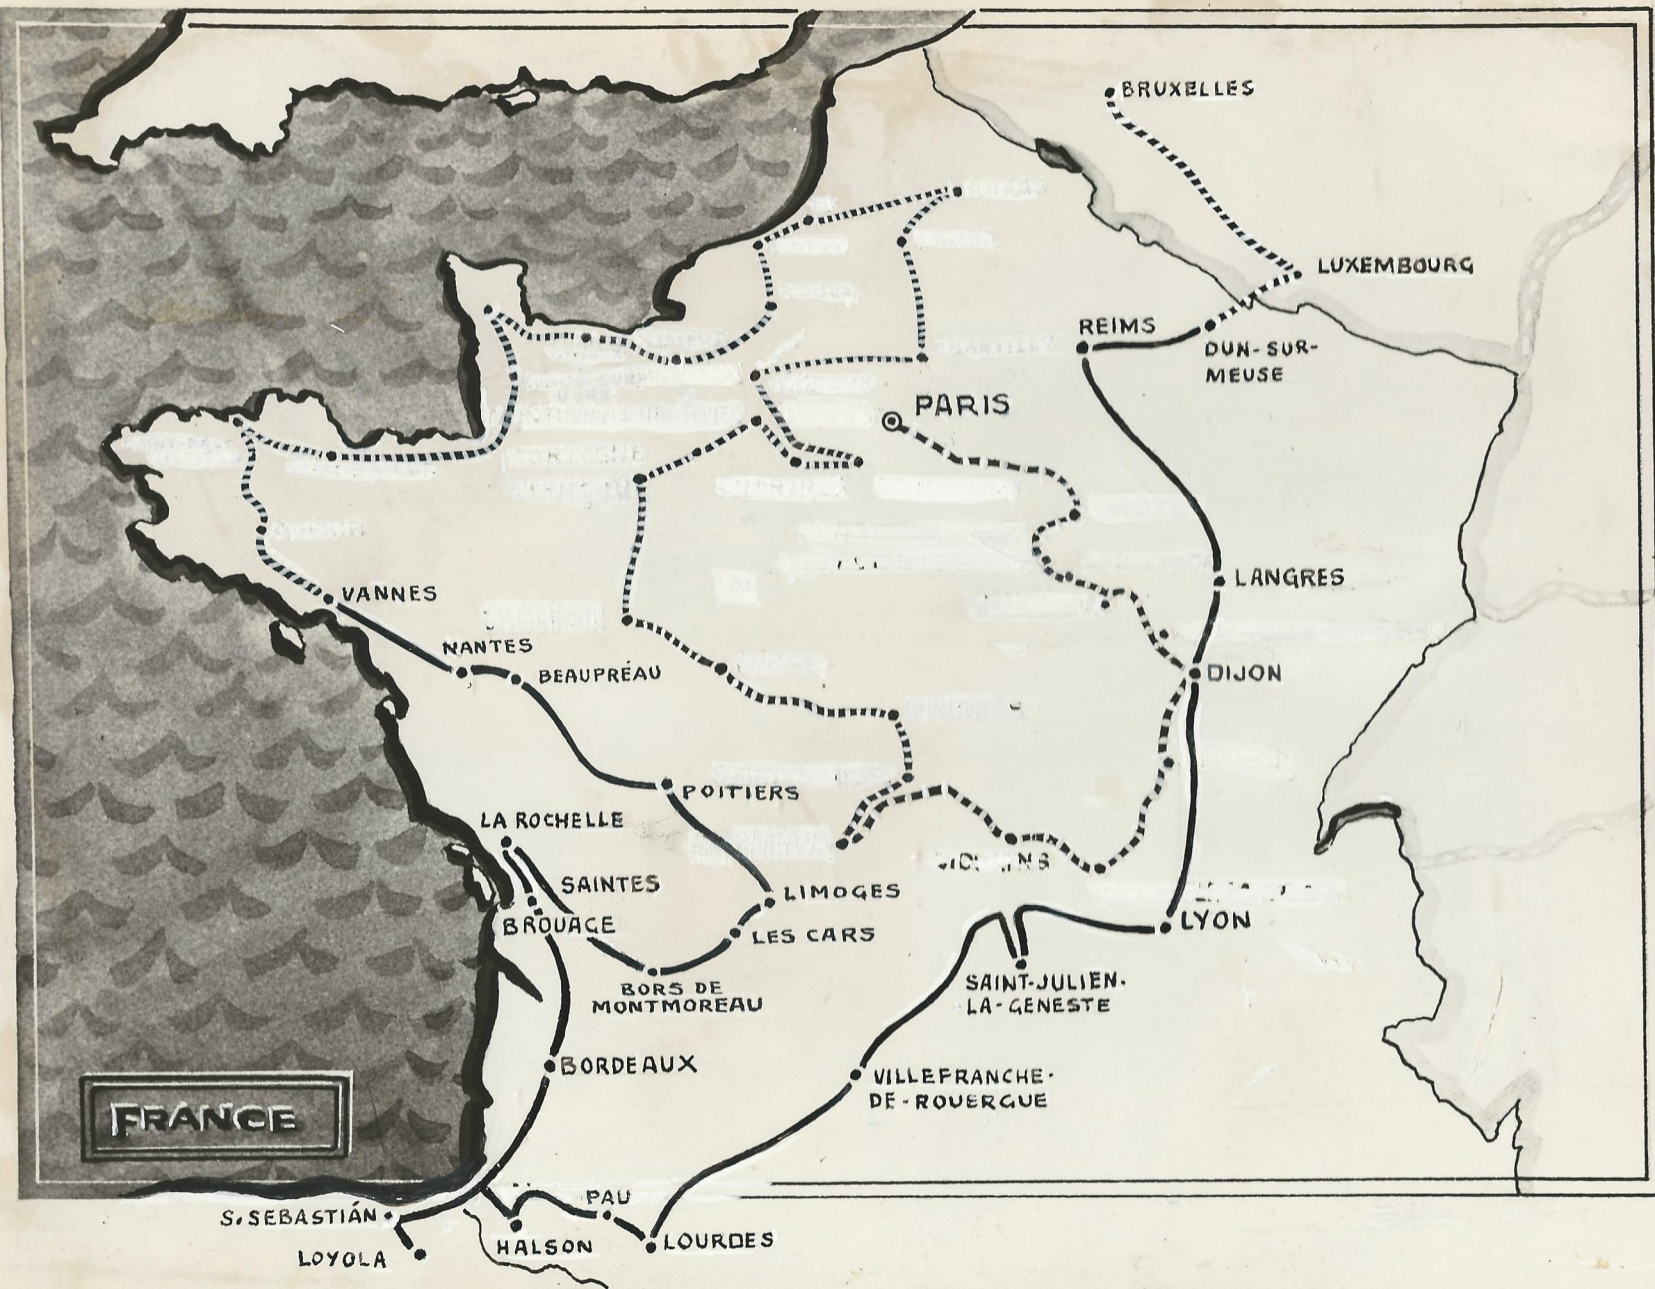 BRUXELLES
LUXEMBOURG
REIMS
DUN-SUR-
MEUSE
PARIS
LANGRES
VANNES
NANTES
BEAUPRÉAU
DIJON
POITIERS
LA ROCHELLE
SAINTES
LIMOGES
BROUAGE
LES CARS
LYON
BORS DE
MONTMOREAU
SAINT-JULIEN-
LA-GENESTE
BORDEAUX
VILLEFRANCHE-
DE-ROUERGUE
FRANCE
PAU
S. SEBASTIÁN
HALSON
LOURDES
LOYOLA